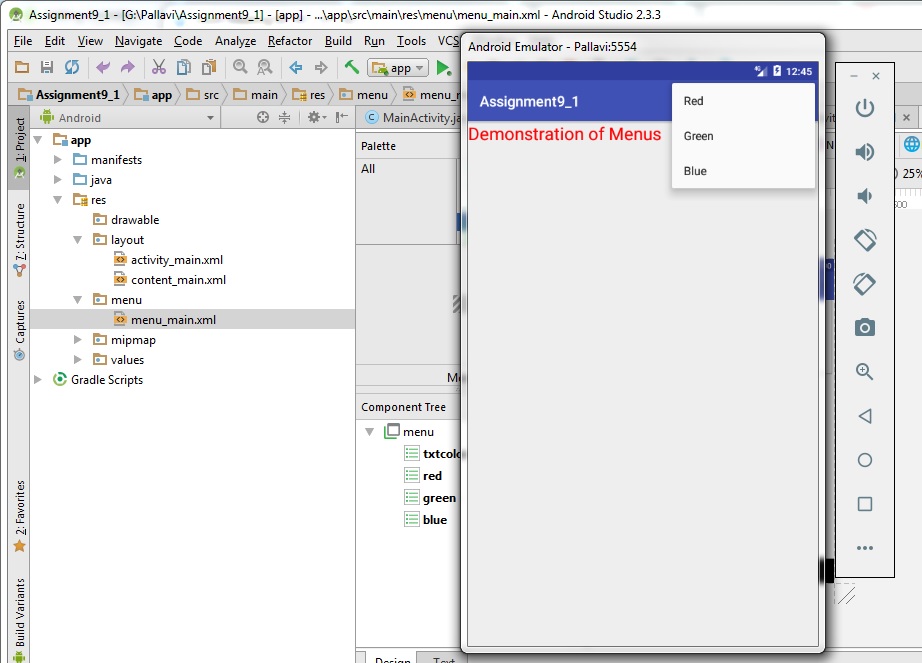 Assignment9_1 - [G:\Pallavi\Assignment9_1] - [app] - ...\app\src\main\res\menu\menu_main.xml - Android Studio 2.3.3
File Edit View Navigate Code Analyze Refactor Build Run Tools VCS
app
Assignment9_1 app src main res menu menu_r
1: Project
7: Structure
Captures
2: Favorites
Build Variants
Android
app
manifests
java
res
drawable
layout
activity_main.xml
content_main.xml
menu
menu_main.xml
mipmap
values
Gradle Scripts
MainActivity.ja
Palette
All
Component Tree
menu
txtcolo
red
green
blue
Design Text
Android Emulator - Pallavi:5554
12:45
Assignment9_1
Demonstration of Menus
Red
Green
Blue
25%